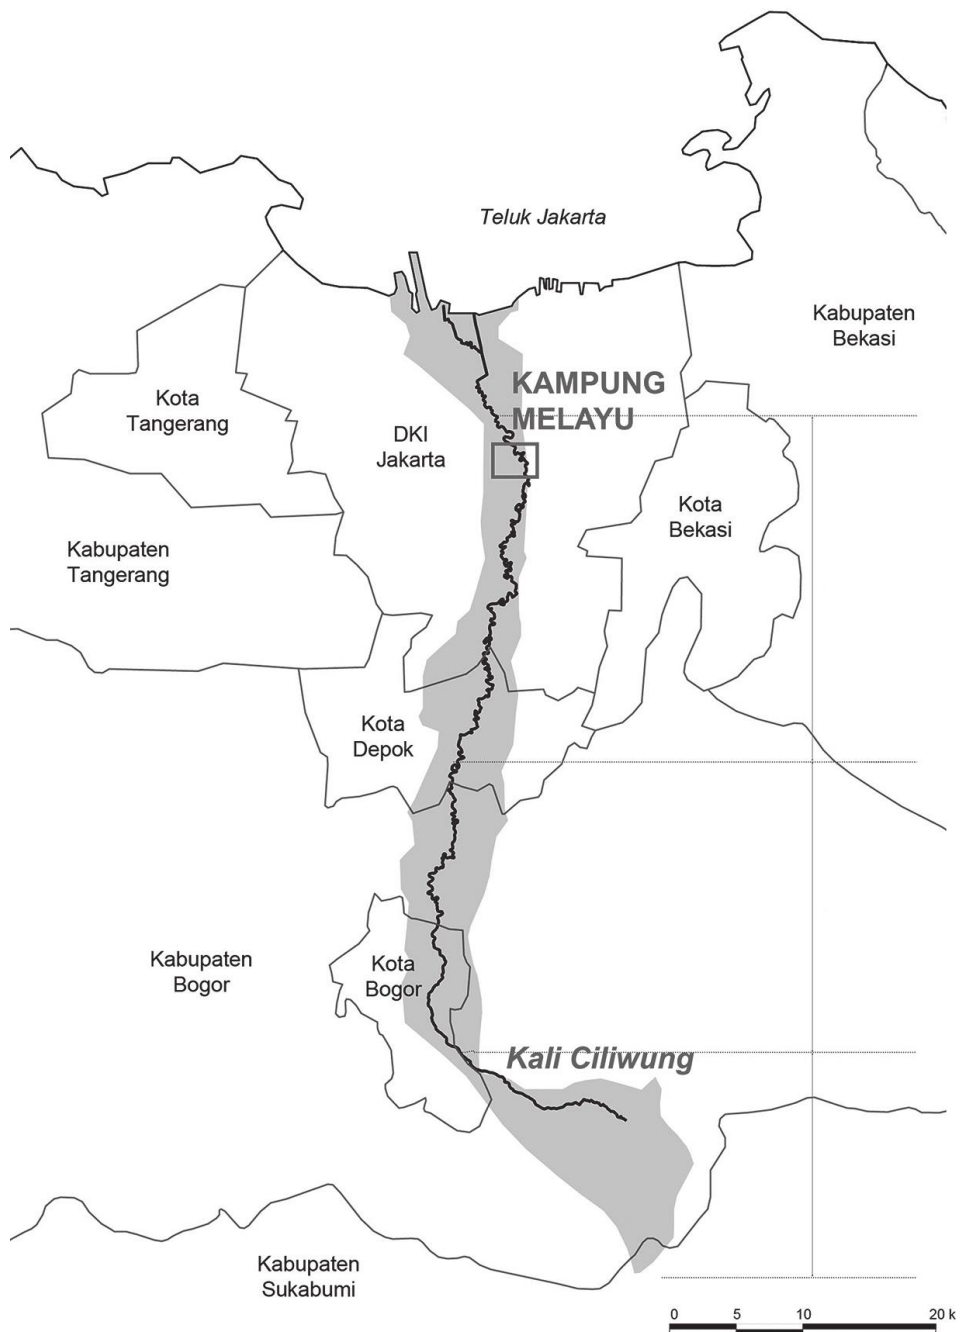 Teluk Jakarta
Kabupaten
Bekasi
KAMPUNG
MELAYU
Kota
Tangerang
DKI
Jakarta
Kota
Bekasi
Kabupaten
Tangerang
Kota
Depok
Kabupaten
Bogor
Kota
Bogor
Kali Ciliwung
Kabupaten
Sukabumi
0 5 10 20 k